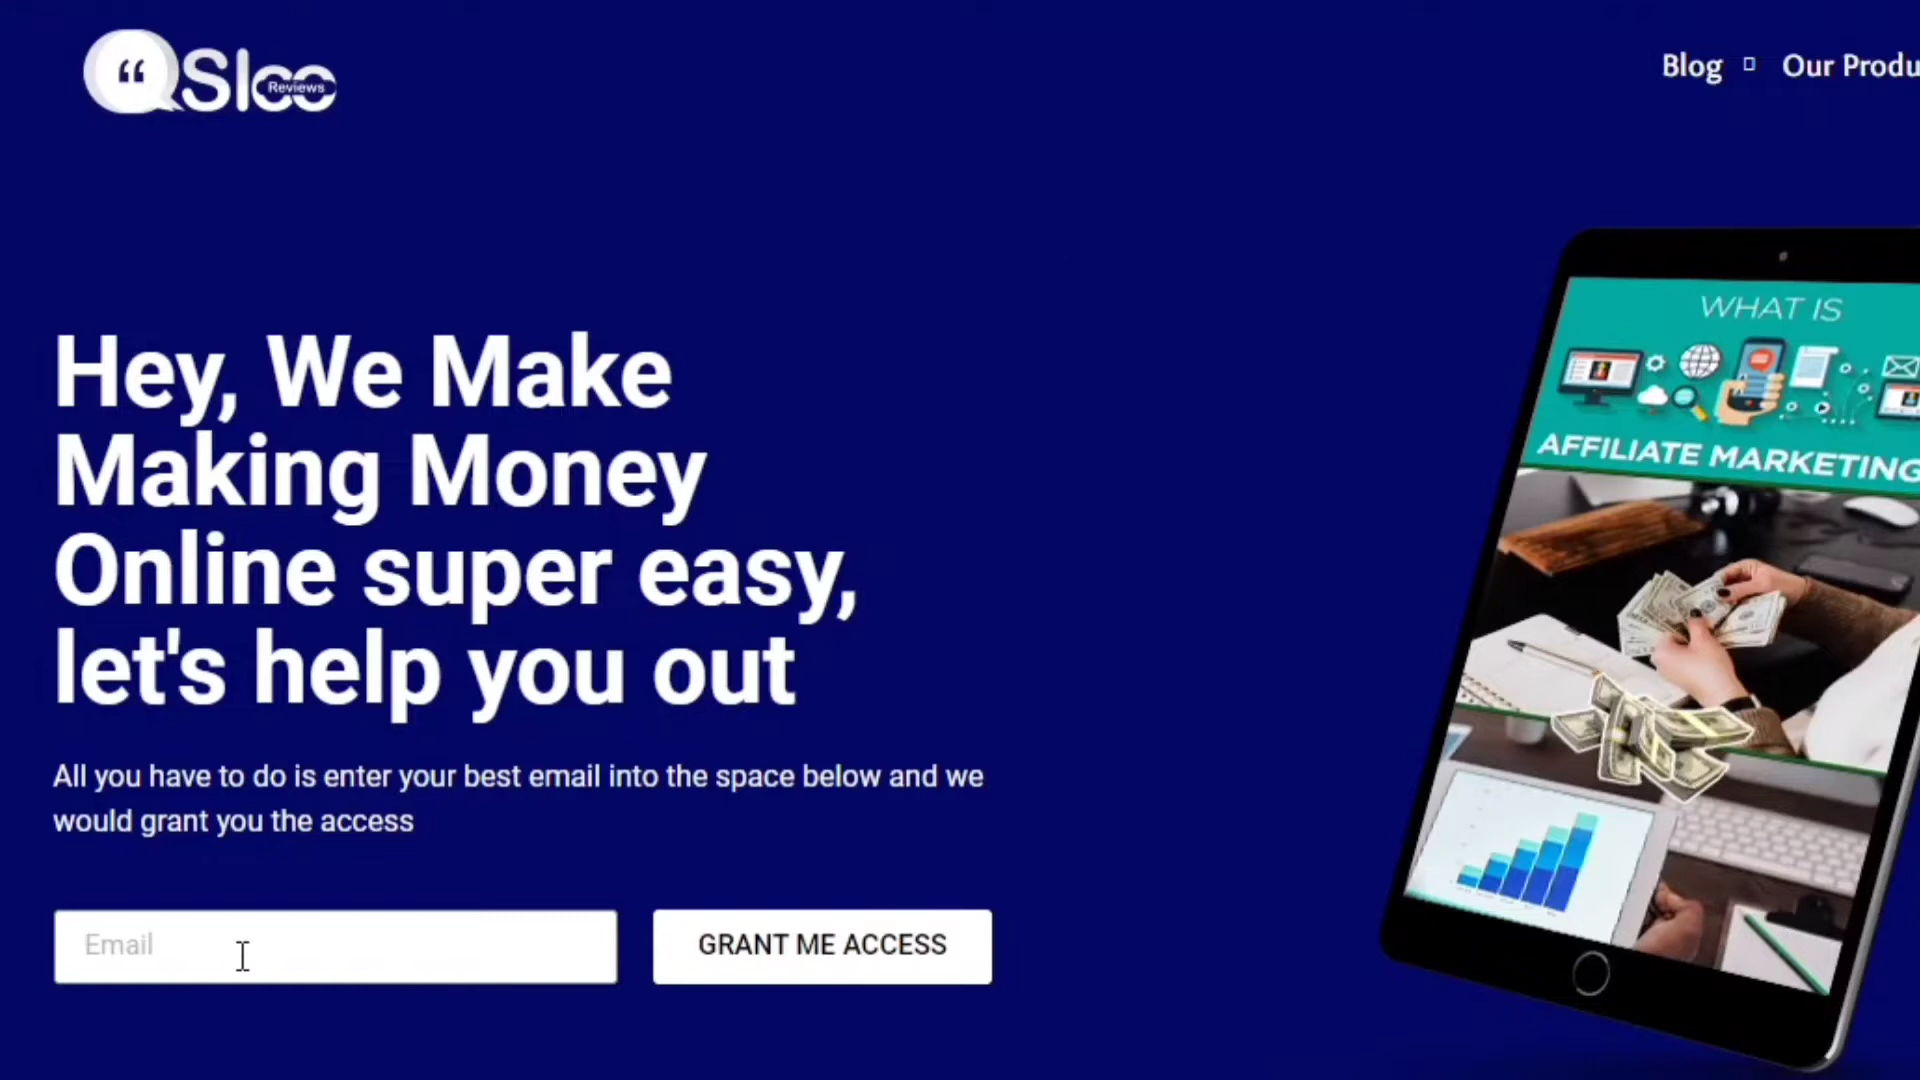 QSloo
Reviews
Blog
Our Produ
Hey, We Make
Making Money
Online super easy,
let's help you out
All you have to do is enter your best email into the space below and we
would grant you the access
Email
GRANT ME ACCESS
WHAT IS
AFFILIATE MARKETING